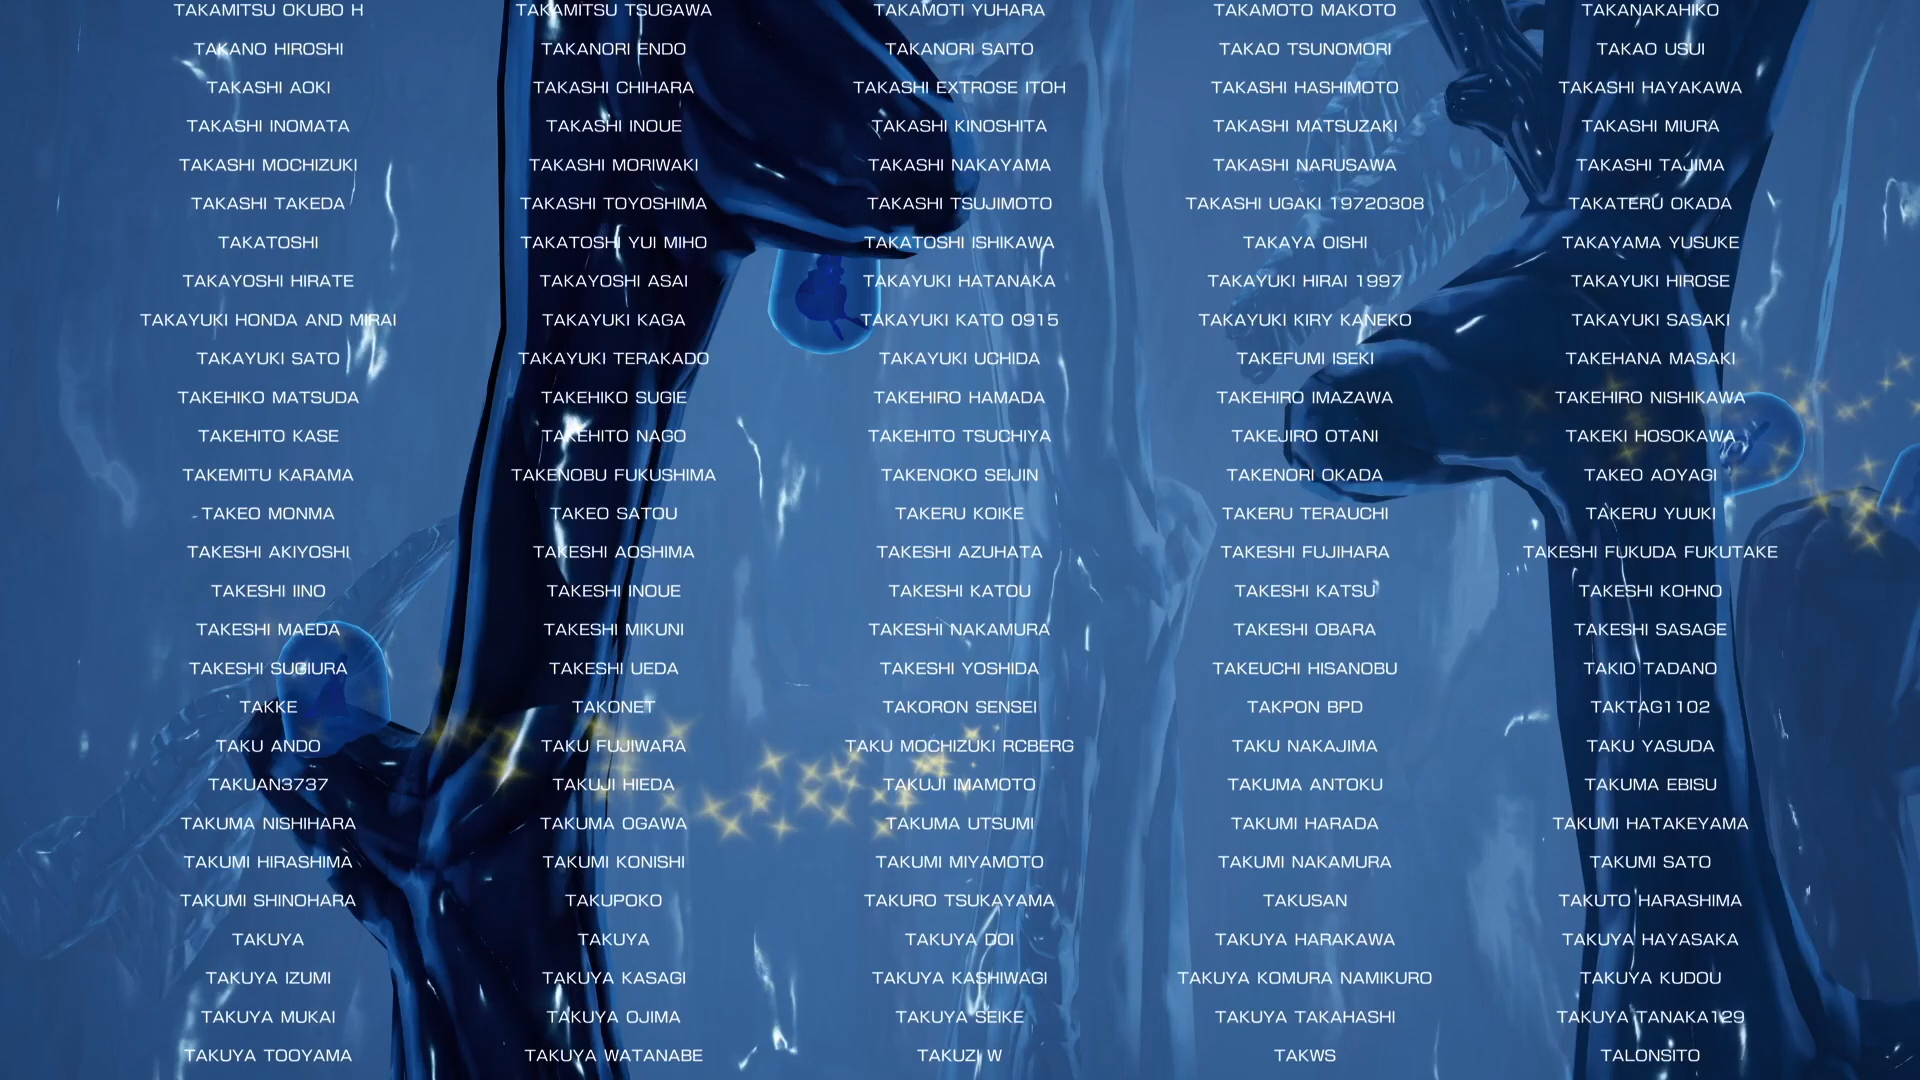 TAKAMITSU OKUBO H TAKAMITSU TSUGAWA TAKAMOTI YUHARA TAKAMOTO MAKOTO TAKANAKAHIKO
TAKANO HIROSHI TAKANORI ENDO TAKANORI SAITO TAKAO TSUNOMORI TAKAO USUI
TAKASHI AOKI TAKASHI CHIHARA TAKASHI EXTROSE ITOH TAKASHI HASHIMOTO TAKASHI HAYAKAWA
TAKASHI INOMATA TAKASHI INOUE TAKASHI KINOSHITA TAKASHI MATSUZAKI TAKASHI MIURA
TAKASHI MOCHIZUKI TAKASHI MORIWAKI TAKASHI NAKAYAMA TAKASHI NARUSAWA TAKASHI TAJIMA
TAKASHI TAKEDA TAKASHI TOYOSHIMA TAKASHI TSUJIMOTO TAKASHI UGAKI 19720308 TAKATERU OKADA
TAKATOSHI TAKATOSHI YUI MIHO TAKATOSHI ISHIKAWA TAKAYA OISHI TAKAYAMA YUSUKE
TAKAYOSHI HIRATE TAKAYOSHI ASAI TAKAYUKI HATANAKA TAKAYUKI HIRAI 1997 TAKAYUKI HIROSE
TAKAYUKI HONDA AND MIRAI TAKAYUKI KAGA TAKAYUKI KATO 0915 TAKAYUKI KIRY KANEKO TAKAYUKI SASAKI
TAKAYUKI SATO TAKAYUKI TERAKADO TAKAYUKI UCHIDA TAKEFUMI ISEKI TAKEHANA MASAKI
TAKEHIKO MATSUDA TAKEHIKO SUGIE TAKEHIRO HAMADA TAKEHIRO IMAZAWA TAKEHIRO NISHIKAWA
TAKEHITO KASE TAKEHITO NAGO TAKEHITO TSUCHIYA TAKEJIRO OTANI TAKEKI HOSOKAWA
TAKEMITU KARAMA TAKENOBU FUKUSHIMA TAKENOKO SEIJIN TAKENORI OKADA TAKEO AOYAGI
TAKEO MONMA TAKEO SATOU TAKERU KOIKE TAKERU TERAUCHI TAKERU YUUKI
TAKESHI AKIYOSHI TAKESHI AOSHIMA TAKESHI AZUHATA TAKESHI FUJIHARA TAKESHI FUKUDA FUKUTAKE
TAKESHI IINO TAKESHI INOUE TAKESHI KATOU TAKESHI KATSU TAKESHI KOHNO
TAKESHI MAEDA TAKESHI MIKUNI TAKESHI NAKAMURA TAKESHI OBARA TAKESHI SASAGE
TAKESHI SUGIURA TAKESHI UEDA TAKESHI YOSHIDA TAKEUCHI HISANOBU TAKIO TADANO
TAKKE TAKONET TAKORON SENSEI TAKPON BPD TAKTAG1102
TAKU ANDO TAKU FUJIWARA TAKU MOCHIZUKI RCBERG TAKU NAKAJIMA TAKU YASUDA
TAKUAN3737 TAKUJI HIEDA TAKUJI IMAMOTO TAKUMA ANTOKU TAKUMA EBISU
TAKUMA NISHIHARA TAKUMA OGAWA TAKUMA UTSUMI TAKUMI HARADA TAKUMI HATAKEYAMA
TAKUMI HIRASHIMA TAKUMI KONISHI TAKUMI MIYAMOTO TAKUMI NAKAMURA TAKUMI SATO
TAKUMI SHINOHARA TAKUPOKO TAKURO TSUKAYAMA TAKUSAN TAKUTO HARASHIMA
TAKUYA TAKUYA TAKUYA DOI TAKUYA HARAKAWA TAKUYA HAYASAKA
TAKUYA IZUMI TAKUYA KASAGI TAKUYA KASHIWAGI TAKUYA KOMURA NAMIKURO TAKUYA KUDOU
TAKUYA MUKAI TAKUYA OJIMA TAKUYA SEIKE TAKUYA TAKAHASHI TAKUYA TANAKA129
TAKUYA TOOYAMA TAKUYA WATANABE TAKUZI W TAKWS TALONSITO